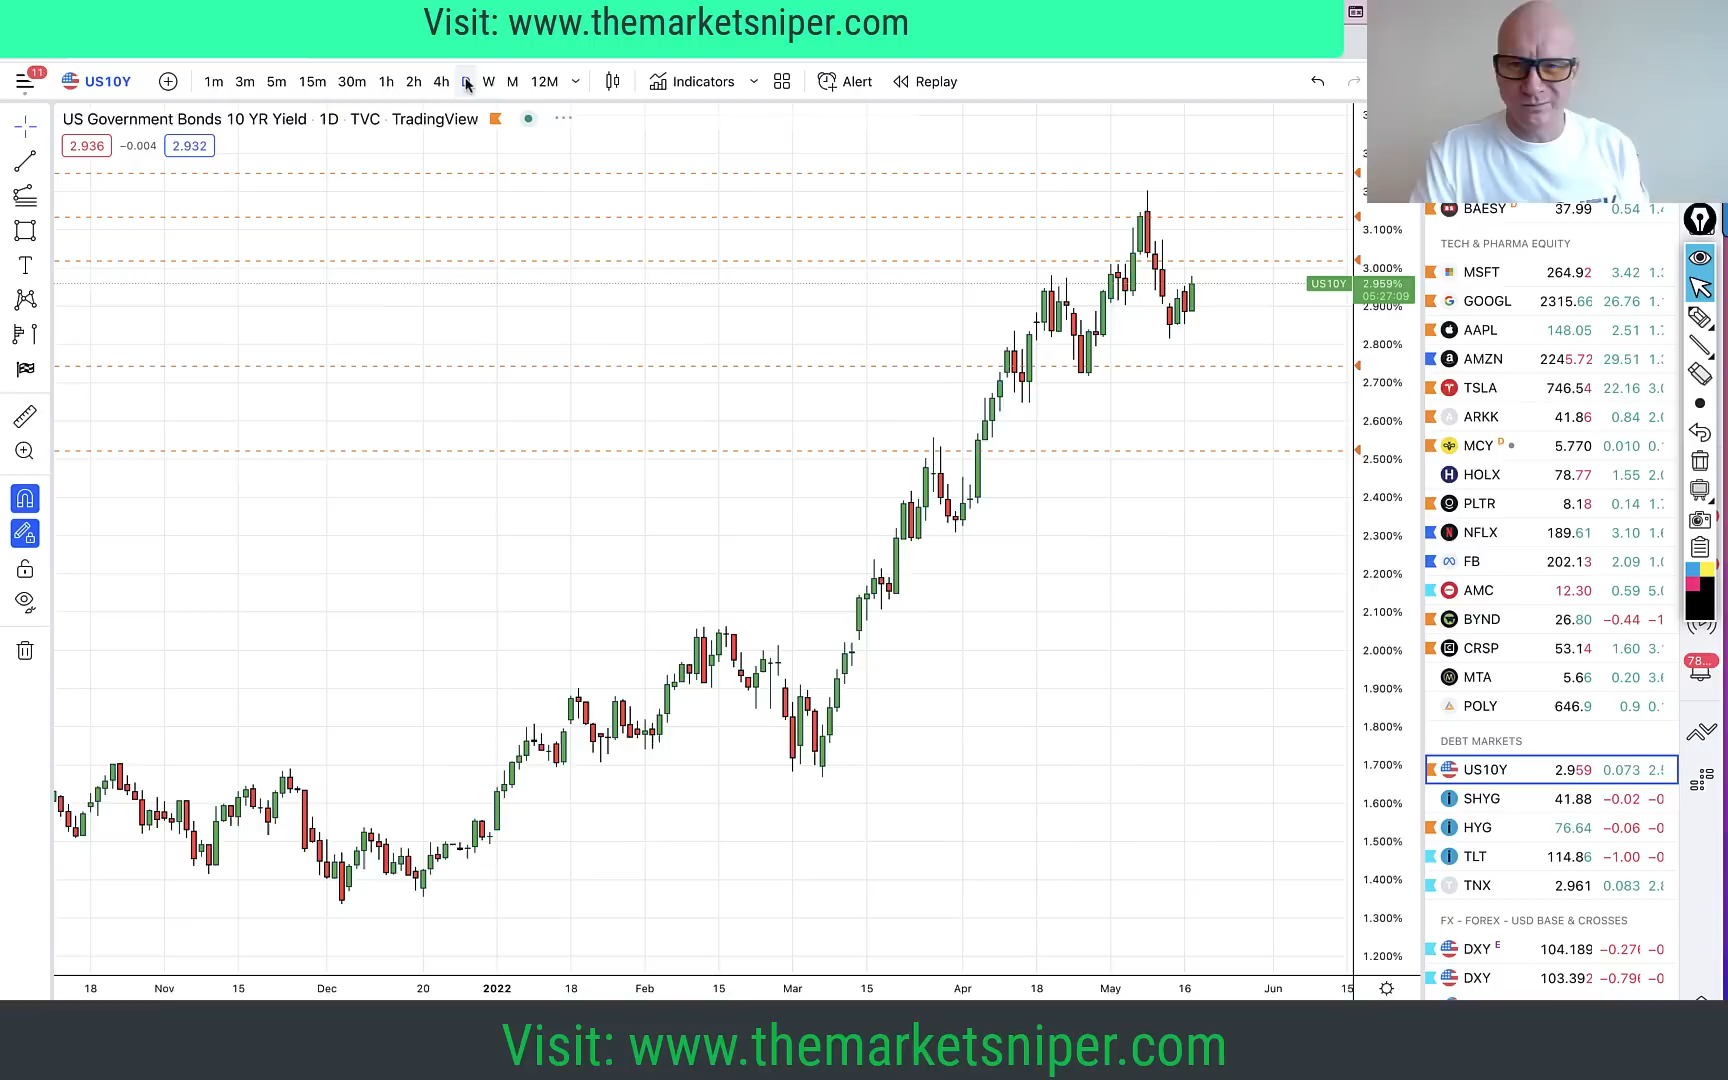 Visit: www.themarketsniper.com
11
US10Y
1m 3m 5m 15m 30m 1h 2h 4h D W M 12M
Indicators
Alert
Replay
US Government Bonds 10 YR Yield · 1D · TVC · TradingView
2.936 −0.004 2.932
3.100%
3.000%
US10Y 2.959%
05:27:09
2.900%
2.800%
2.700%
2.600%
2.500%
2.400%
2.300%
2.200%
2.100%
2.000%
1.900%
1.800%
1.700%
1.600%
1.500%
1.400%
1.300%
1.200%
18 Nov 15 Dec 20 2022 18 Feb 15 Mar 15 Apr 18 May 16 Jun 15
BAESY D 37.99 0.54
TECH & PHARMA EQUITY
MSFT 264.92 3.42
GOOGL 2315.66 26.76
AAPL 148.05 2.51
AMZN 2245.72 29.51
TSLA 746.54 22.16
ARKK 41.86 0.84
MCY D 5.770 0.010
HOLX 78.77 1.55
PLTR 8.18 0.14
NFLX 189.61 3.10
FB 202.13 2.09
AMC 12.30 0.59
BYND 26.80 −0.44
CRSP 53.14 1.60
MTA 5.66 0.20
POLY 646.9 0.9
DEBT MARKETS
US10Y 2.959 0.073
SHYG 41.88 −0.02
HYG 76.64 −0.06
TLT 114.86 −1.00
TNX 2.961 0.083
FX - FOREX - USD BASE & CROSSES
DXY E 104.189
DXY 103.392
78...
Visit: www.themarketsniper.com